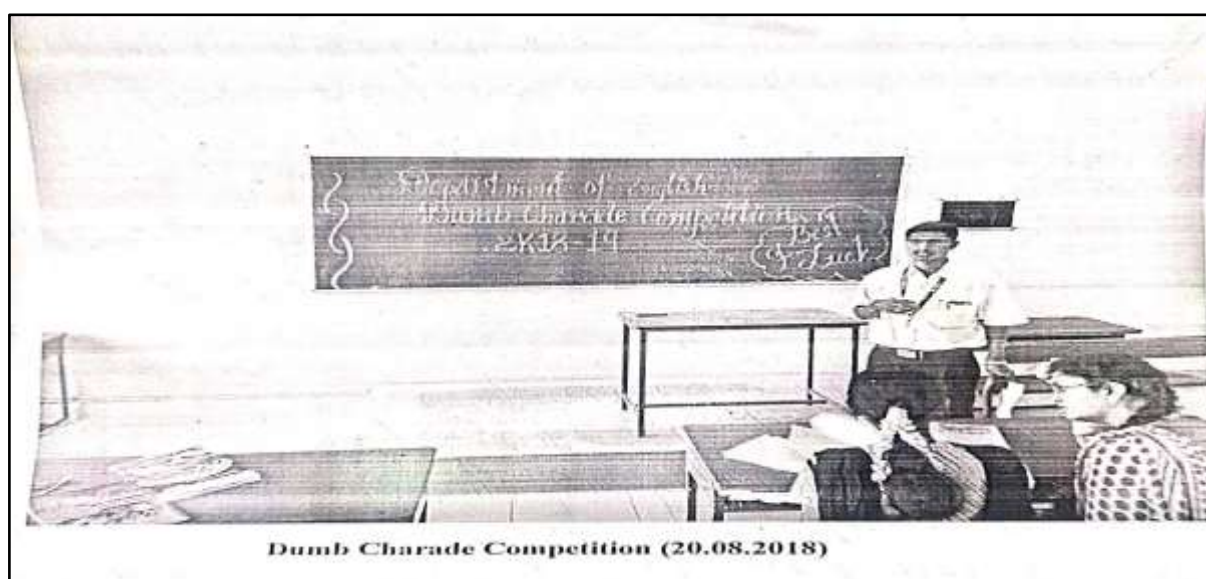 Department of english
Dumb Charade Competition
2K18-19
Best
of Luck
Dumb Charade Competition (20.08.2018)